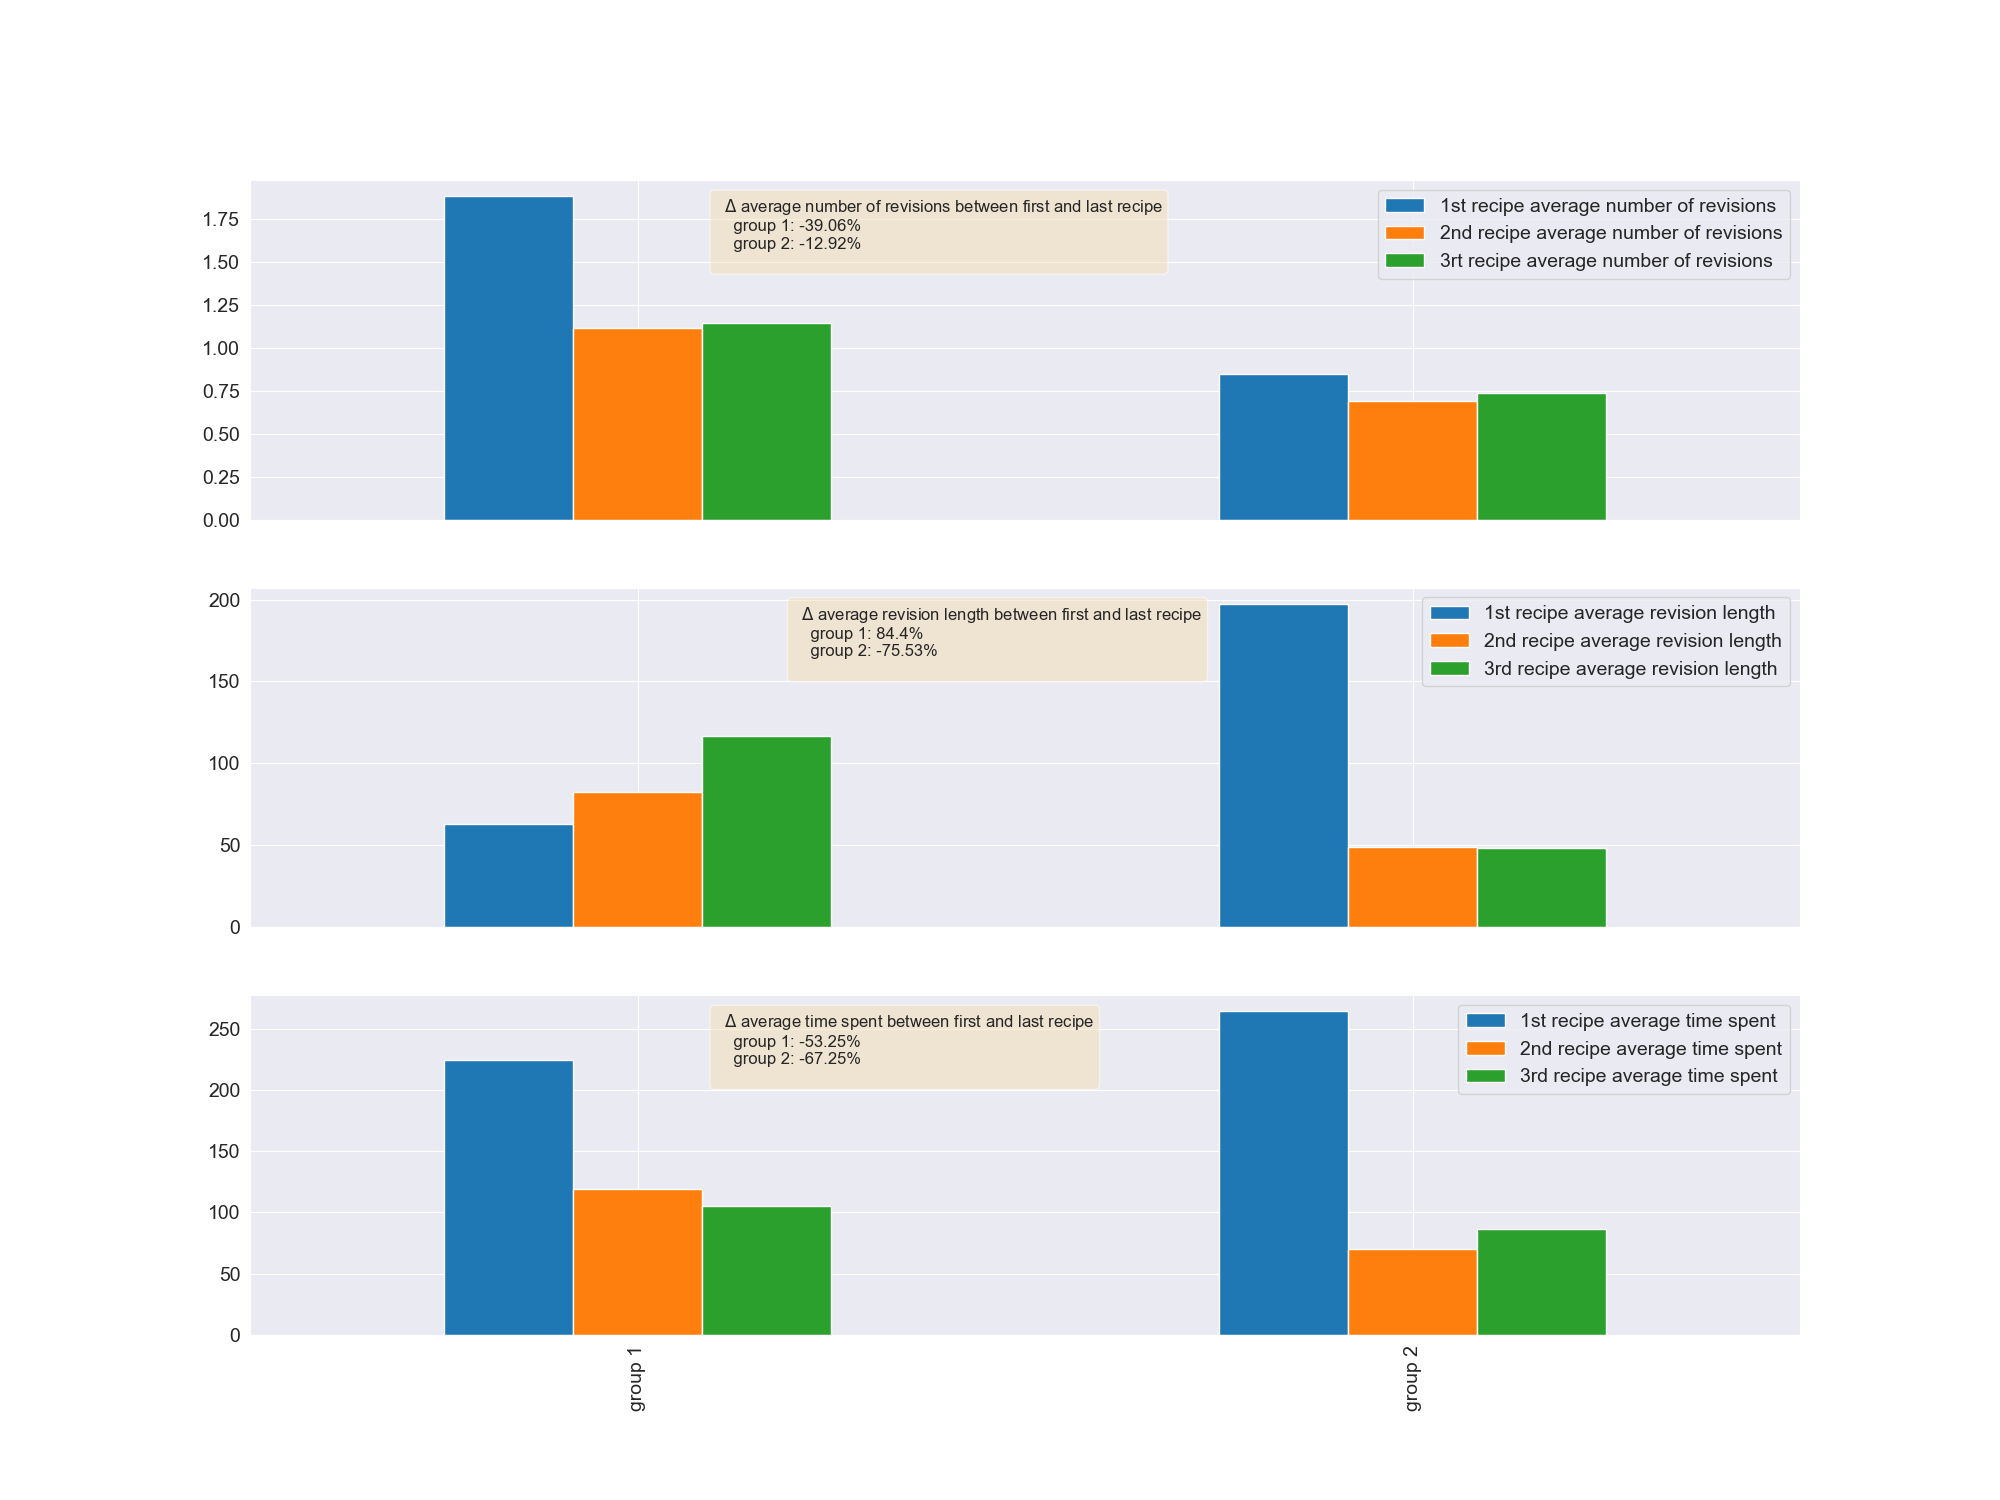 1.75
1.50
1.25
1.00
0.75
0.50
0.25
0.00
Δ average number of revisions between first and last recipe
group 1: -39.06%
group 2: -12.92%
1st recipe average number of revisions
2nd recipe average number of revisions
3rt recipe average number of revisions
200
150
100
50
0
Δ average revision length between first and last recipe
group 1: 84.4%
group 2: -75.53%
1st recipe average revision length
2nd recipe average revision length
3rd recipe average revision length
250
200
150
100
50
0
Δ average time spent between first and last recipe
group 1: -53.25%
group 2: -67.25%
1st recipe average time spent
2nd recipe average time spent
3rd recipe average time spent
group 1
group 2